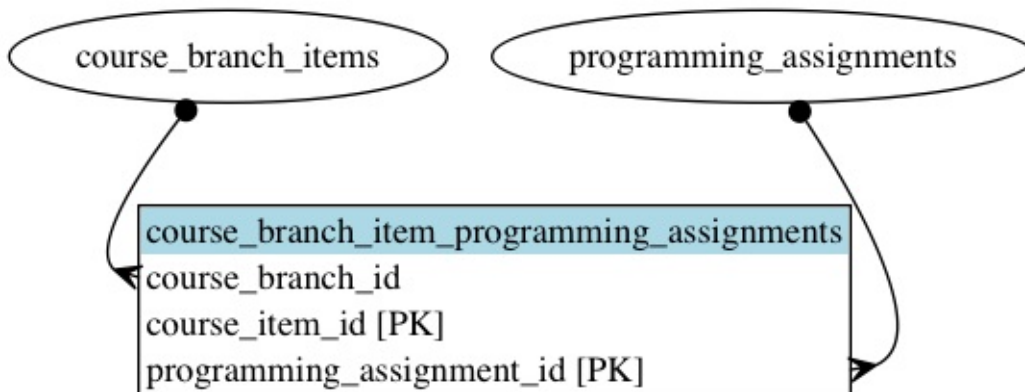 course_branch_items
programming_assignments
course_branch_item_programming_assignments
course_branch_id
course_item_id [PK]
programming_assignment_id [PK]